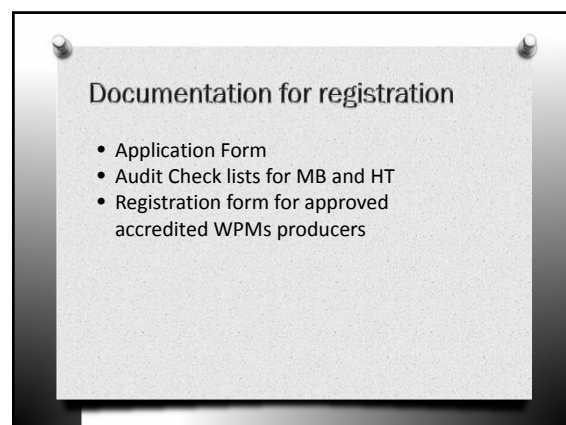 Documentation for registration
• Application Form
• Audit Check lists for MB and HT
• Registration form for approved
accredited WPMs producers